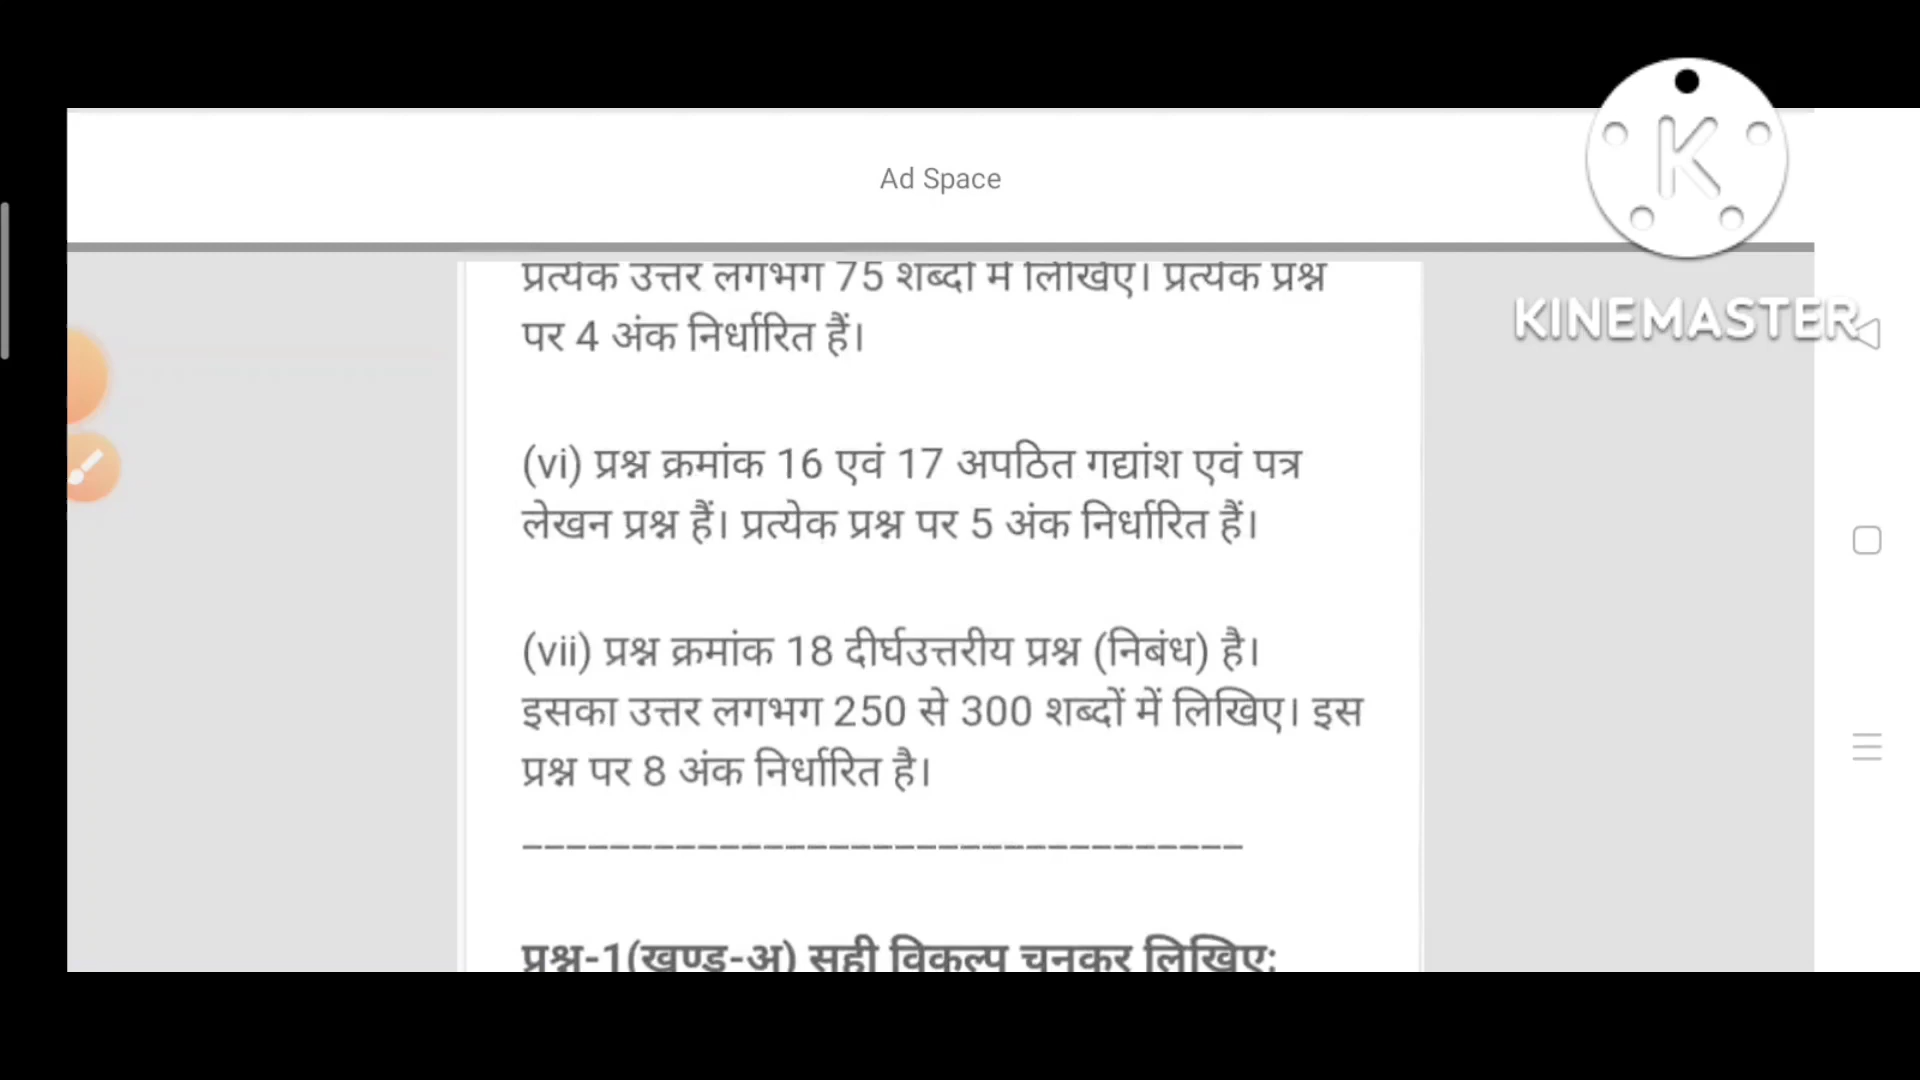 Ad Space
K
KINEMASTER
प्रत्येक उत्तर लगभग 75 शब्दों में लिखिए। प्रत्येक प्रश्न
पर 4 अंक निर्धारित हैं।
(vi) प्रश्न क्रमांक 16 एवं 17 अपठित गद्यांश एवं पत्र
लेखन प्रश्न हैं। प्रत्येक प्रश्न पर 5 अंक निर्धारित हैं।
(vii) प्रश्न क्रमांक 18 दीर्घउत्तरीय प्रश्न (निबंध) है।
इसका उत्तर लगभग 250 से 300 शब्दों में लिखिए। इस
प्रश्न पर 8 अंक निर्धारित है।
प्रश्न-1(खण्ड-अ) सही विकल्प चुनकर लिखिए: